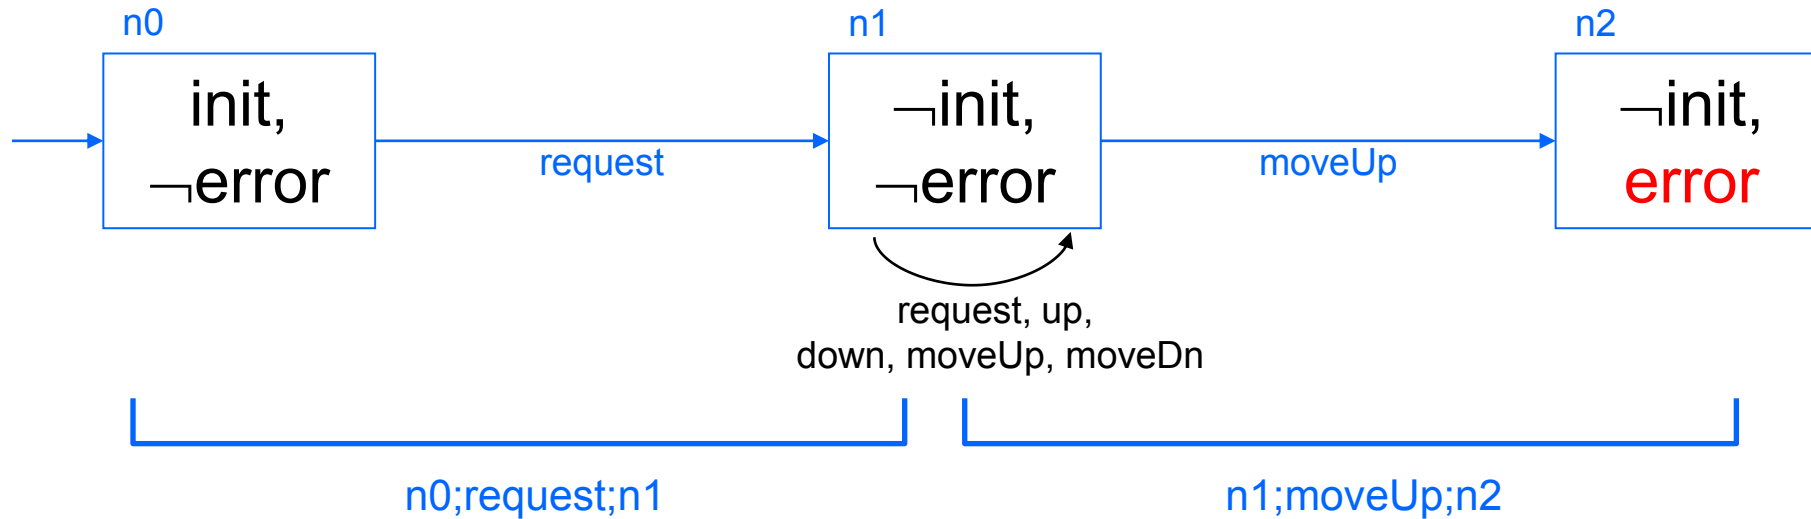 n0
n1
n2
init,
¬error
request
¬init,
¬error
moveUp
¬init,
error
request, up,
down, moveUp, moveDn
n0;request;n1
n1;moveUp;n2